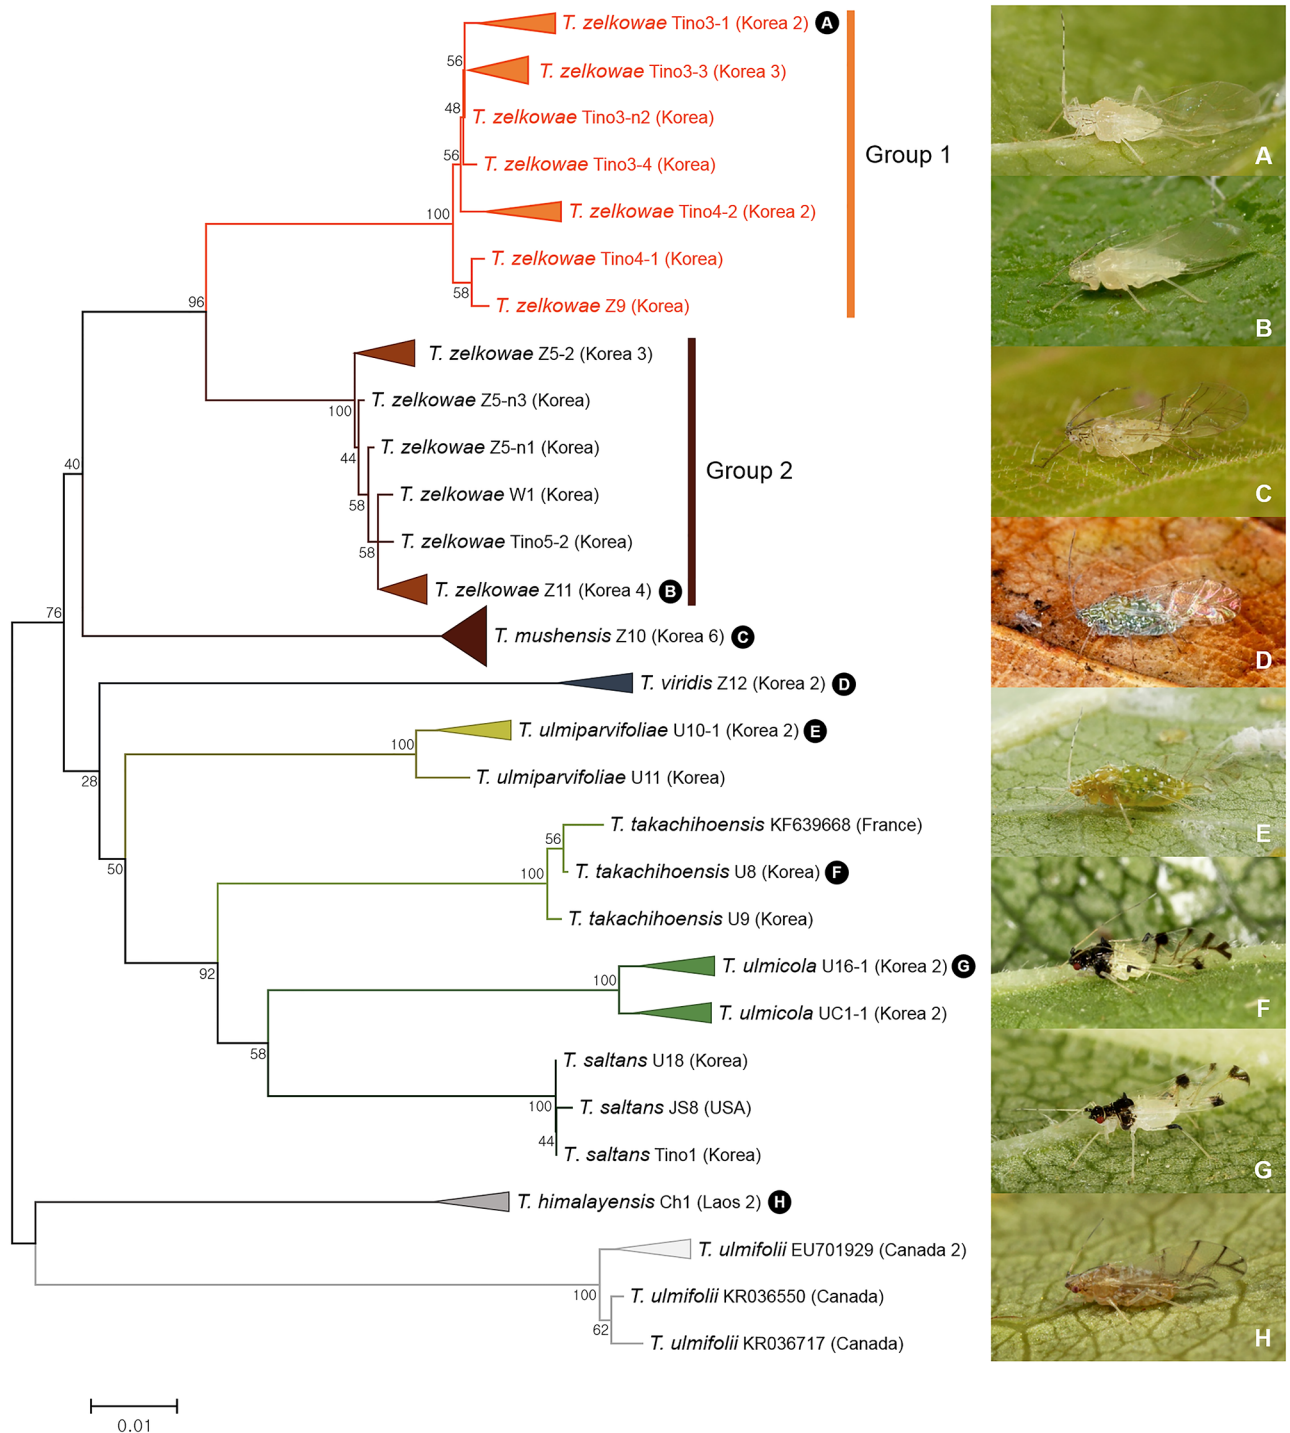 T. zelkowae Tino3-1 (Korea 2) A
56
T. zelkowae Tino3-3 (Korea 3)
48
T. zelkowae Tino3-n2 (Korea)
56
T. zelkowae Tino3-4 (Korea)
Group 1
100
T. zelkowae Tino4-2 (Korea 2)
T. zelkowae Tino4-1 (Korea)
58
T. zelkowae Z9 (Korea)
96
T. zelkowae Z5-2 (Korea 3)
100
T. zelkowae Z5-n3 (Korea)
T. zelkowae Z5-n1 (Korea)
44
Group 2
40
58
T. zelkowae W1 (Korea)
58
T. zelkowae Tino5-2 (Korea)
T. zelkowae Z11 (Korea 4) B
76
T. mushensis Z10 (Korea 6) C
T. viridis Z12 (Korea 2) D
28
T. ulmiparvifoliae U10-1 (Korea 2) E
100
T. ulmiparvifoliae U11 (Korea)
50
T. takachihoensis KF639668 (France)
56
T. takachihoensis U8 (Korea) F
100
T. takachihoensis U9 (Korea)
92
T. ulmicola U16-1 (Korea 2) G
100
T. ulmicola UC1-1 (Korea 2)
58
T. saltans U18 (Korea)
100
T. saltans JS8 (USA)
44
T. saltans Tino1 (Korea)
T. himalayensis Ch1 (Laos 2) H
T. ulmifolii EU701929 (Canada 2)
100
T. ulmifolii KR036550 (Canada)
62
T. ulmifolii KR036717 (Canada)
0.01
A
B
C
D
E
F
G
H